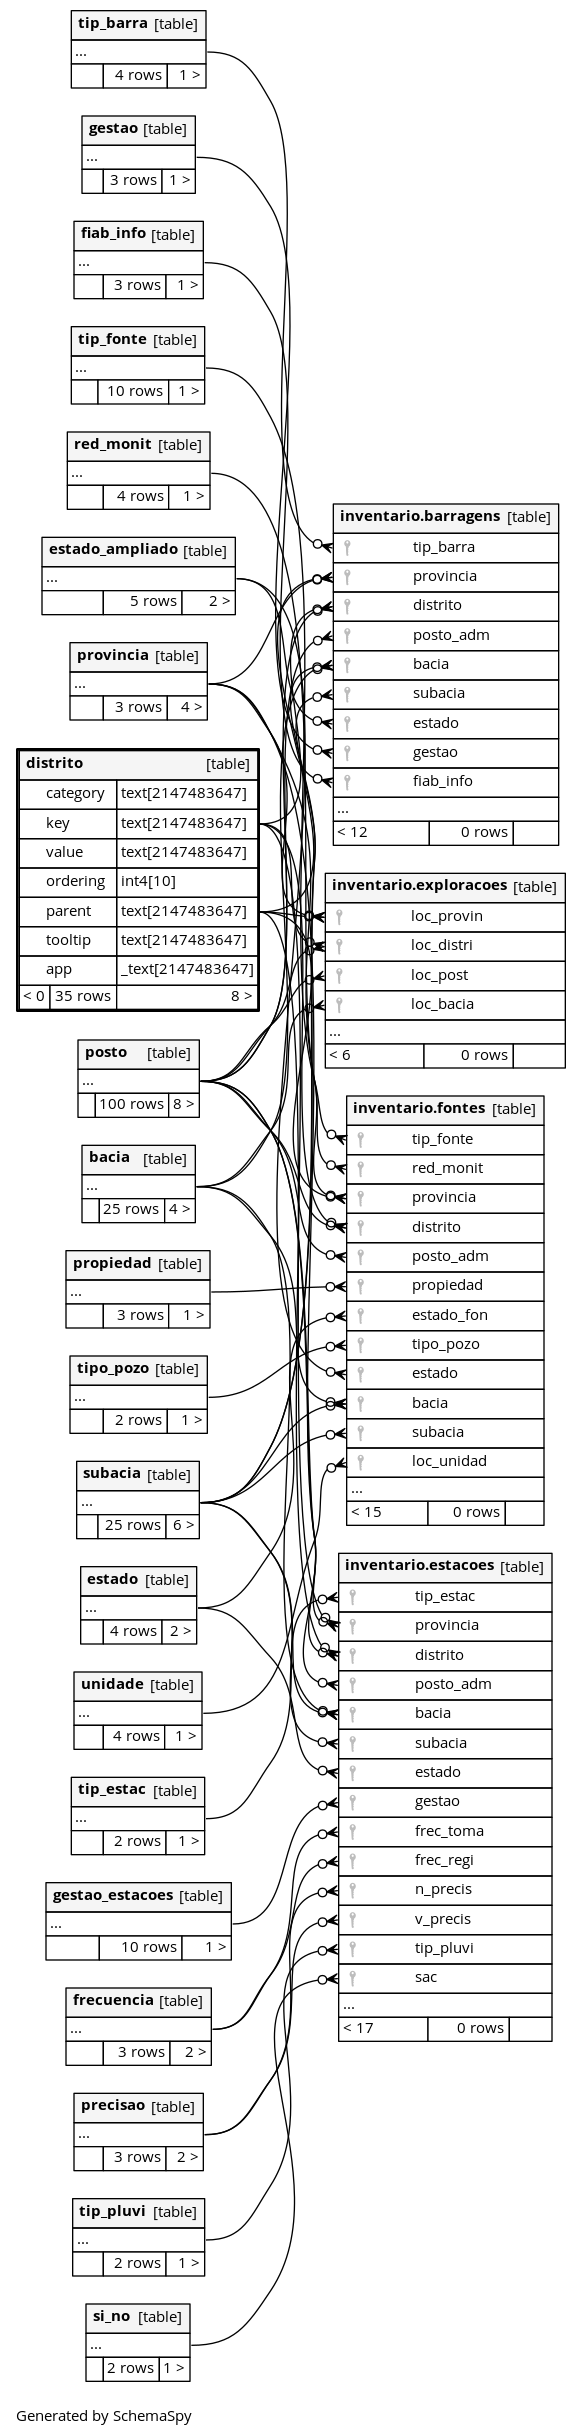 tip_barra [table]
...
4 rows 1 >
gestao [table]
...
3 rows 1 >
fiab_info [table]
...
3 rows 1 >
tip_fonte [table]
...
10 rows 1 >
red_monit [table]
...
4 rows 1 >
estado_ampliado [table]
...
5 rows 2 >
provincia [table]
...
3 rows 4 >
distrito [table]
category text[2147483647]
key text[2147483647]
value text[2147483647]
ordering int4[10]
parent text[2147483647]
tooltip text[2147483647]
app _text[2147483647]
< 0 35 rows 8 >
posto [table]
...
100 rows 8 >
bacia [table]
...
25 rows 4 >
propiedad [table]
...
3 rows 1 >
tipo_pozo [table]
...
2 rows 1 >
subacia [table]
...
25 rows 6 >
estado [table]
...
4 rows 2 >
unidade [table]
...
4 rows 1 >
tip_estac [table]
...
2 rows 1 >
gestao_estacoes [table]
...
10 rows 1 >
frecuencia [table]
...
3 rows 2 >
precisao [table]
...
3 rows 2 >
tip_pluvi [table]
...
2 rows 1 >
si_no [table]
...
2 rows 1 >
inventario.barragens [table]
tip_barra
provincia
distrito
posto_adm
bacia
subacia
estado
gestao
fiab_info
...
< 12 0 rows
inventario.exploracoes [table]
loc_provin
loc_distri
loc_post
loc_bacia
...
< 6 0 rows
inventario.fontes [table]
tip_fonte
red_monit
provincia
distrito
posto_adm
propiedad
estado_fon
tipo_pozo
estado
bacia
subacia
loc_unidad
...
< 15 0 rows
inventario.estacoes [table]
tip_estac
provincia
distrito
posto_adm
bacia
subacia
estado
gestao
frec_toma
frec_regi
n_precis
v_precis
tip_pluvi
sac
...
< 17 0 rows
Generated by SchemaSpy